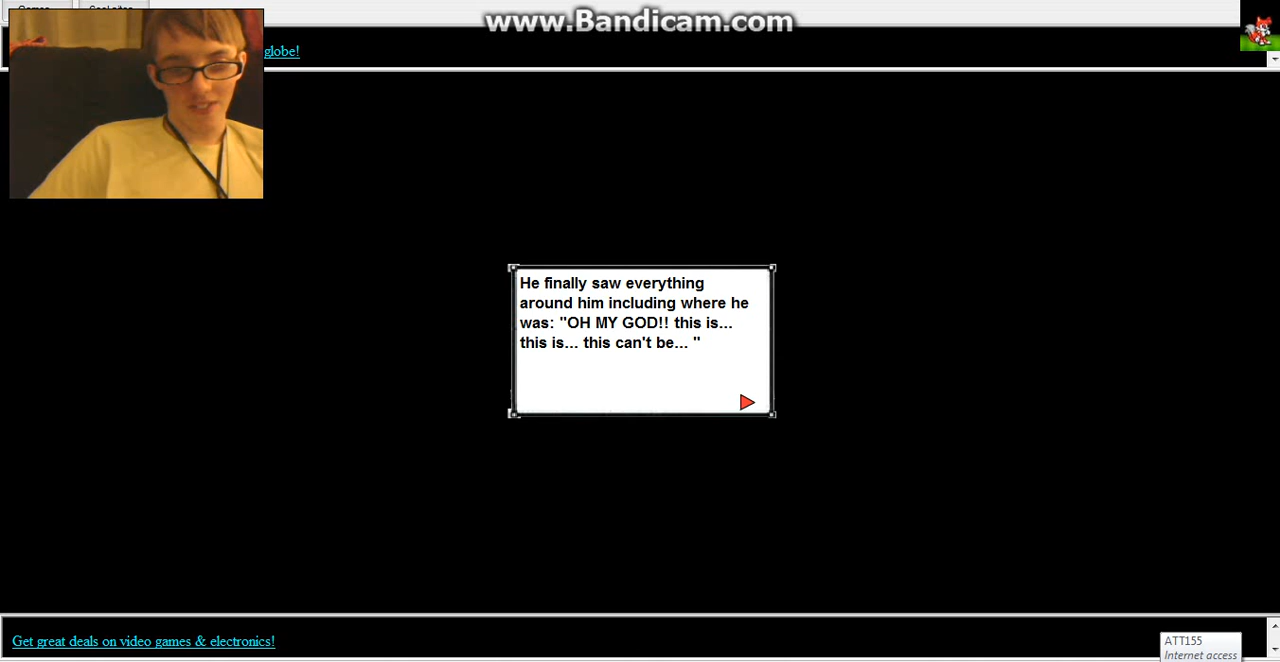 www.Bandicam.com
globe!
He finally saw everything
around him including where he
was: "OH MY GOD!! this is...
this is... this can't be... "
Get great deals on video games & electronics!
ATT155
Internet access